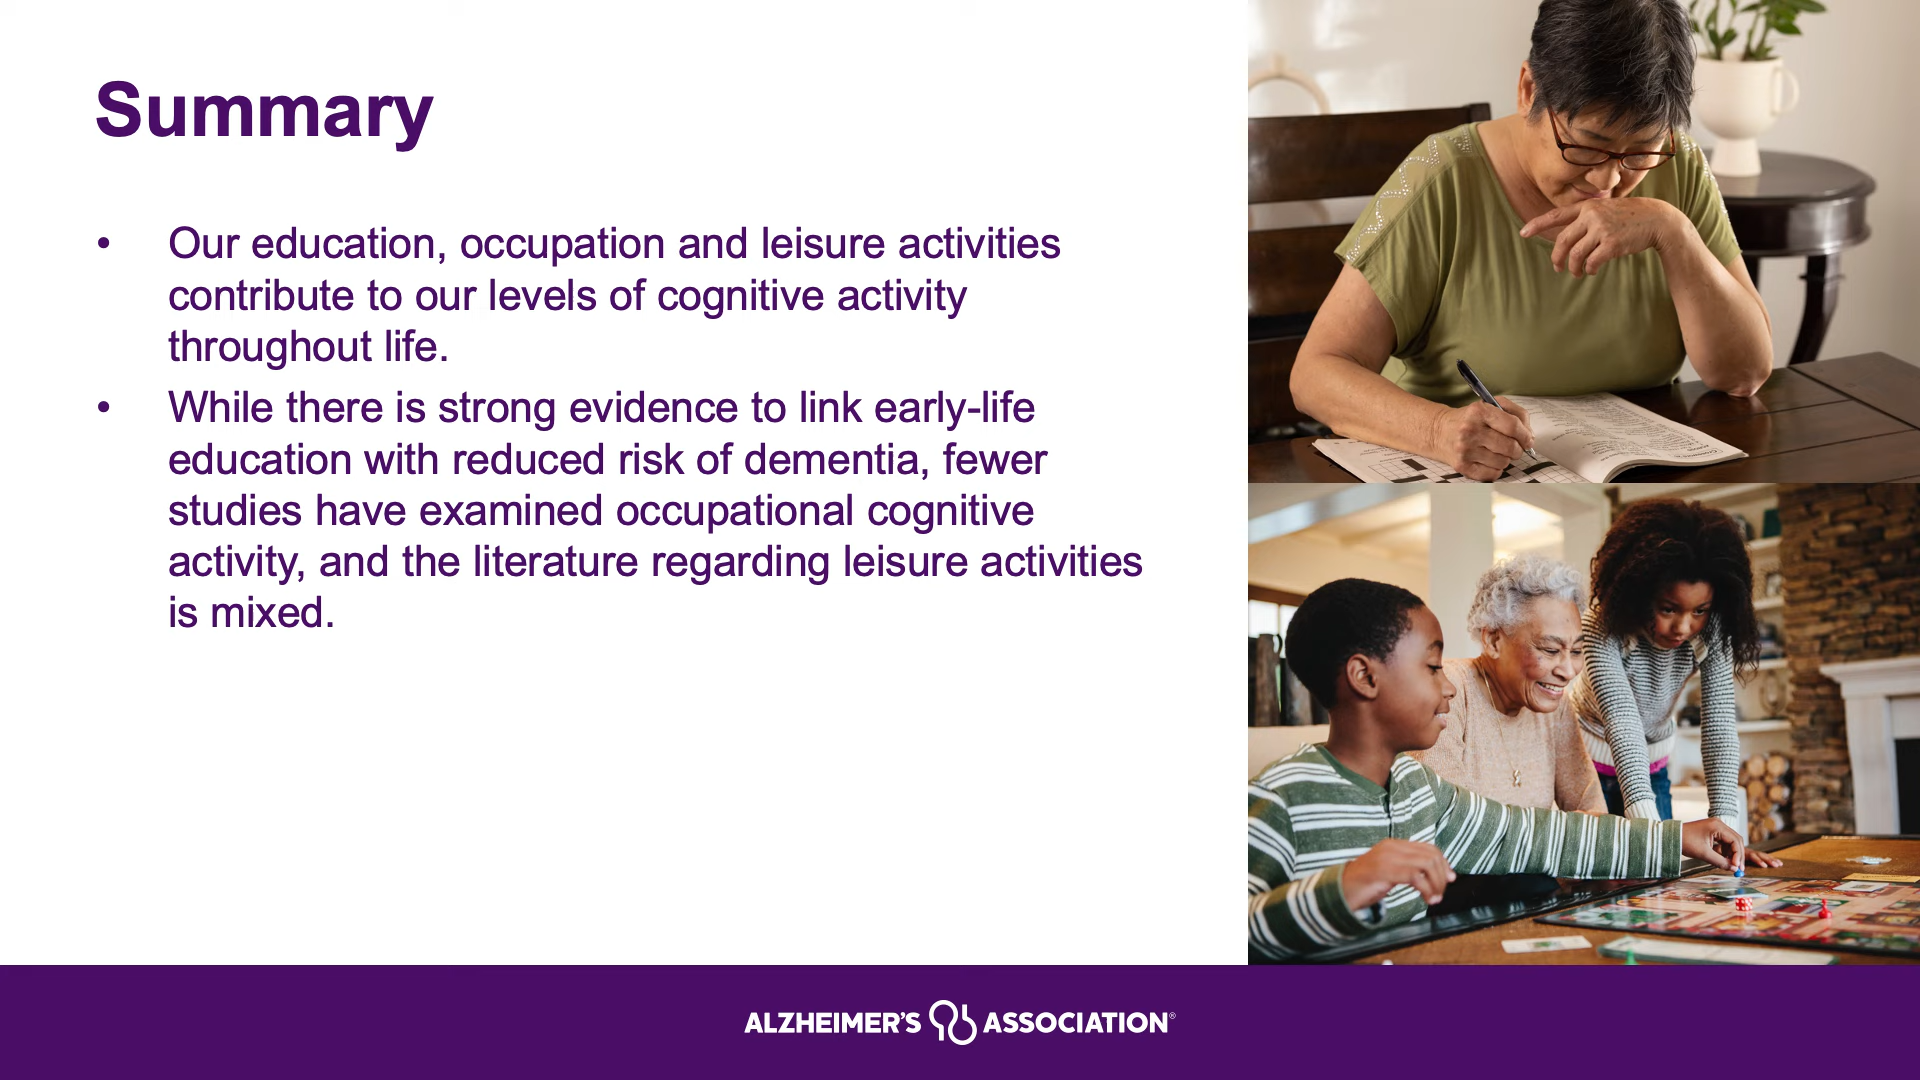 Summary
• Our education, occupation and leisure activities
contribute to our levels of cognitive activity
throughout life.
• While there is strong evidence to link early-life
education with reduced risk of dementia, fewer
studies have examined occupational cognitive
activity, and the literature regarding leisure activities
is mixed.
ALZHEIMER'S ASSOCIATION®